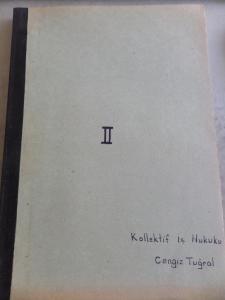 II
Kollektif İş Hukuku
Cengiz Tuğral